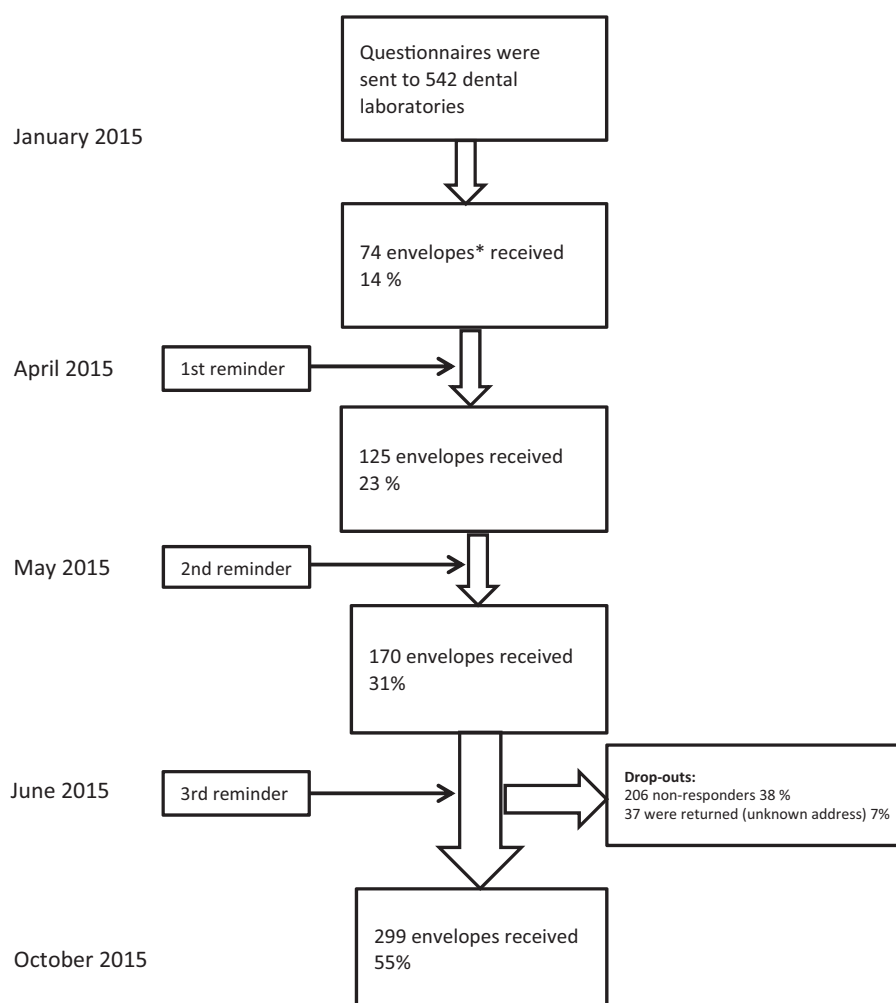 Questionnaires were
sent to 542 dental
laboratories
January 2015
74 envelopes* received
14 %
April 2015
1st reminder
125 envelopes received
23 %
May 2015
2nd reminder
170 envelopes received
31%
June 2015
3rd reminder
Drop-outs:
206 non-responders 38 %
37 were returned (unknown address) 7%
299 envelopes received
55%
October 2015